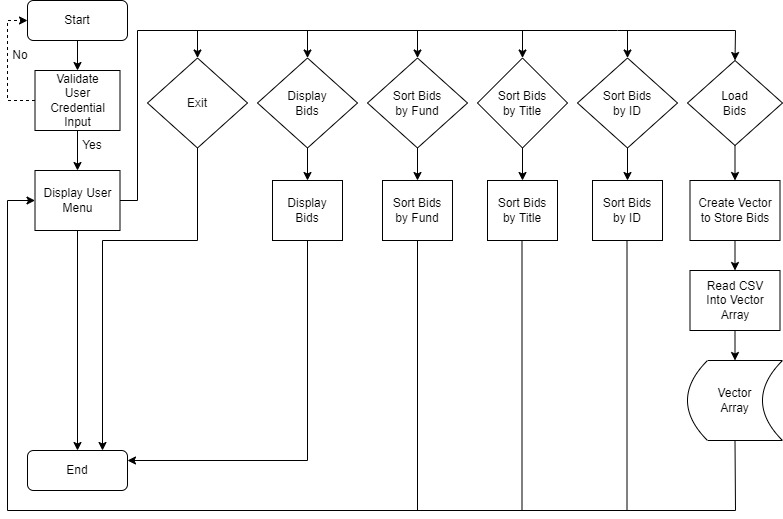 Start
No
Validate
User
Credential
Input
Yes
Display User
Menu
Exit
Display
Bids
Sort Bids
by Fund
Sort Bids
by Title
Sort Bids
by ID
Load
Bids
Display
Bids
Sort Bids
by Fund
Sort Bids
by Title
Sort Bids
by ID
Create Vector
to Store Bids
Read CSV
Into Vector
Array
Vector
Array
End